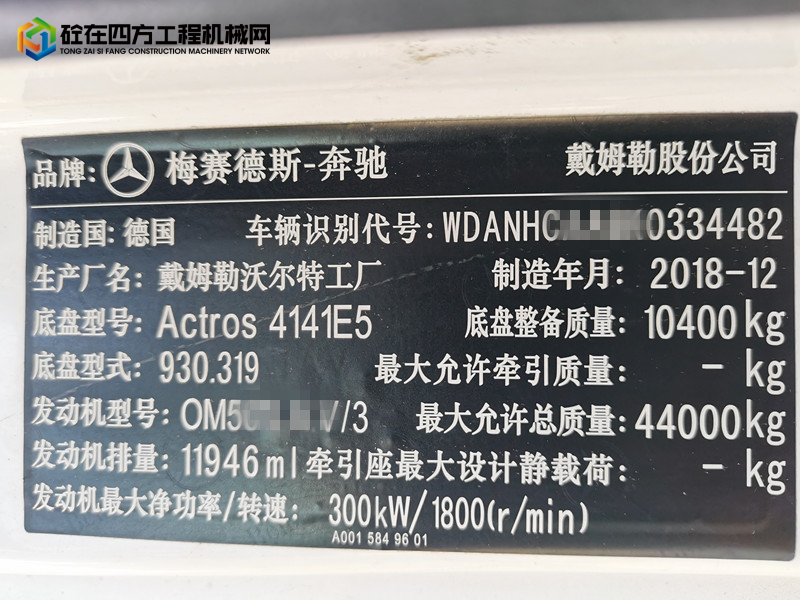 砼在四方工程机械网
TONG ZAI SI FANG CONSTRUCTION MACHINERY NETWORK
品牌: 梅赛德斯-奔驰 戴姆勒股份公司
制造国: 德国 车辆识别代号: WDANHC 0334482
生产厂名: 戴姆勒沃尔特工厂 制造年月: 2018-12
底盘型号: Actros 4141E5 底盘整备质量: 10400 kg
底盘型式: 930.319 最大允许牵引质量: - kg
发动机型号: OM5 V/3 最大允许总质量: 44000 kg
发动机排量: 11946 ml 牵引座最大设计静载荷: - kg
发动机最大净功率/转速: 300kW/1800(r/min)
A001 584 96 01